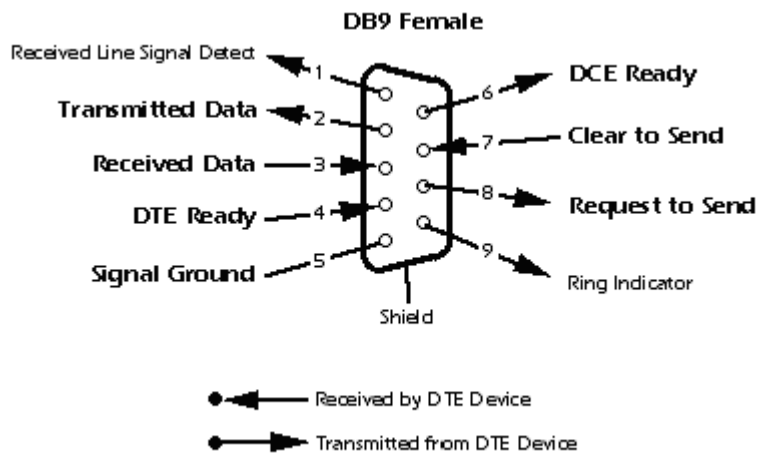 DB9 Female
Received Line Signal Detect
1
Transmitted Data
2
Received Data
3
DTE Ready
4
Signal Ground
5
6
DCE Ready
7
Clear to Send
8
Request to Send
9
Ring Indicator
Shield
Received by DTE Device
Transmitted from DTE Device